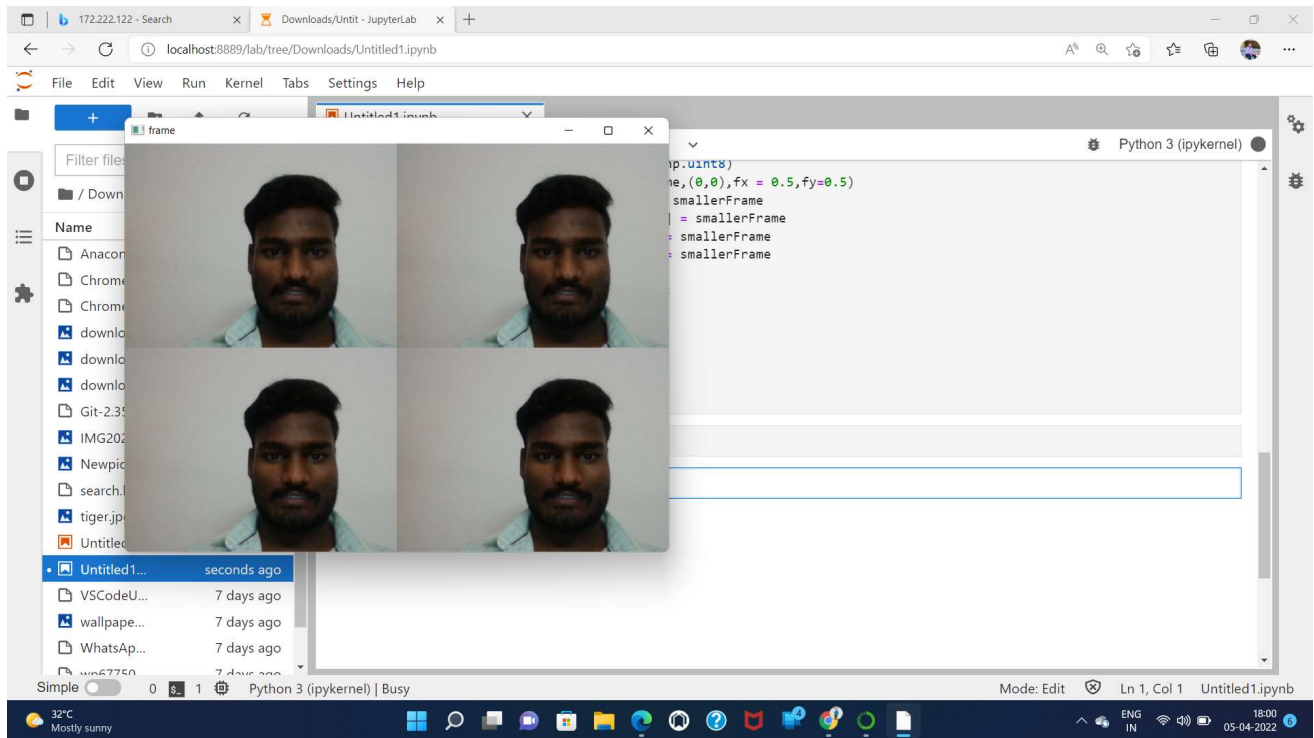 172.222.122 - Search
Downloads/Untit - JupyterLab
localhost:8889/lab/tree/Downloads/Untitled1.ipynb
File Edit View Run Kernel Tabs Settings Help
Untitled1.ipynb
frame
Python 3 (ipykernel)
Filter files
/ Down
Name
Anacon
Chrome
Chrome
downlo
downlo
downlo
Git-2.35
IMG202
Newpic
search.
tiger.jp
Untitled
Untitled1... seconds ago
VSCodeU... 7 days ago
wallpape... 7 days ago
WhatsAp... 7 days ago
wp67750 7 days ago
np.uint8)
me,(0,0),fx = 0.5,fy=0.5)
smallerFrame
] = smallerFrame
= smallerFrame
= smallerFrame
Simple 0 1 Python 3 (ipykernel) | Busy
Mode: Edit Ln 1, Col 1 Untitled1.ipynb
32°C
Mostly sunny
4
ENG
IN
18:00
05-04-2022
6